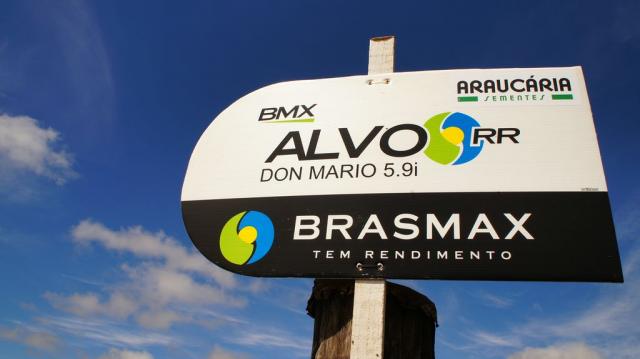 ARAUCÁRIA
SEMENTES
BMX
ALVO RR
DON MARIO 5.9i
BRASMAX
TEM RENDIMENTO